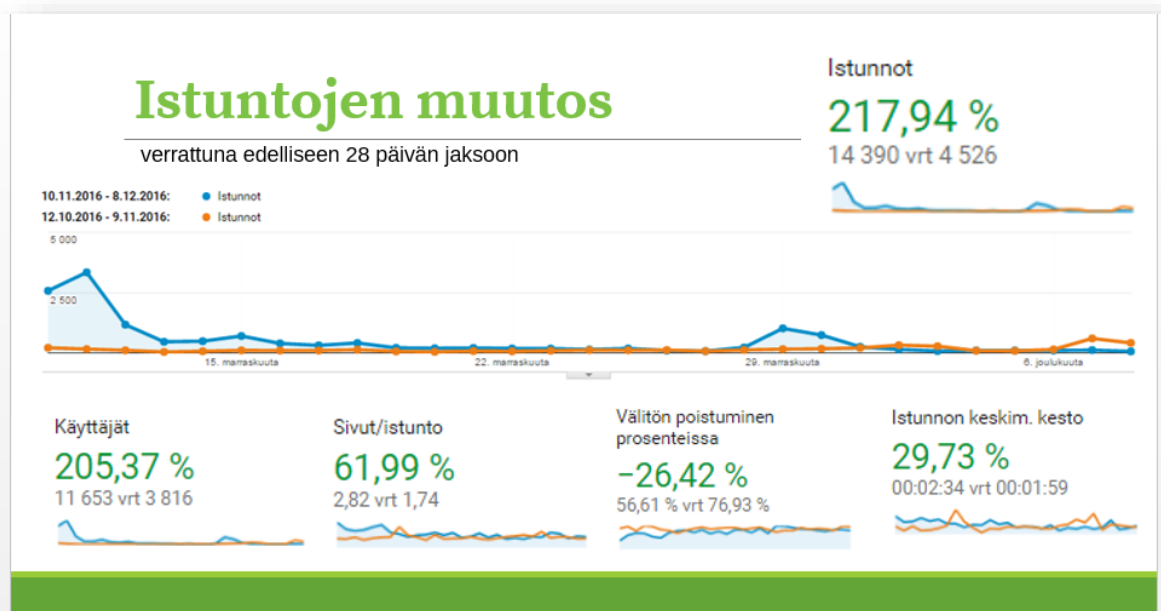 Istuntojen muutos
verrattuna edelliseen 28 päivän jaksoon
Istunnot
217,94 %
14 390 vrt 4 526
10.11.2016 - 8.12.2016: Istunnot
12.10.2016 - 9.11.2016: Istunnot
5 000
2 500
15. marraskuuta 22. marraskuuta 29. marraskuuta 6. joulukuuta
Käyttäjät
205,37 %
11 653 vrt 3 816
Sivut/istunto
61,99 %
2,82 vrt 1,74
Välitön poistuminen
prosenteissa
−26,42 %
56,61 % vrt 76,93 %
Istunnon keskim. kesto
29,73 %
00:02:34 vrt 00:01:59